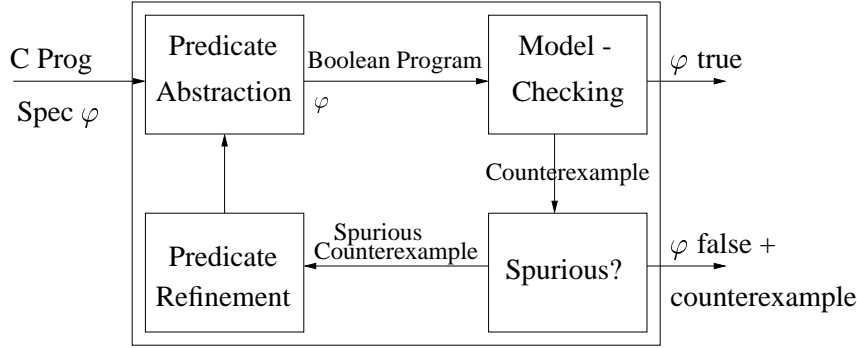 C Prog
Spec φ
Predicate
Abstraction
Boolean Program
φ
Model -
Checking
φ true
Counterexample
Predicate
Refinement
Spurious
Counterexample
Spurious?
φ false +
counterexample